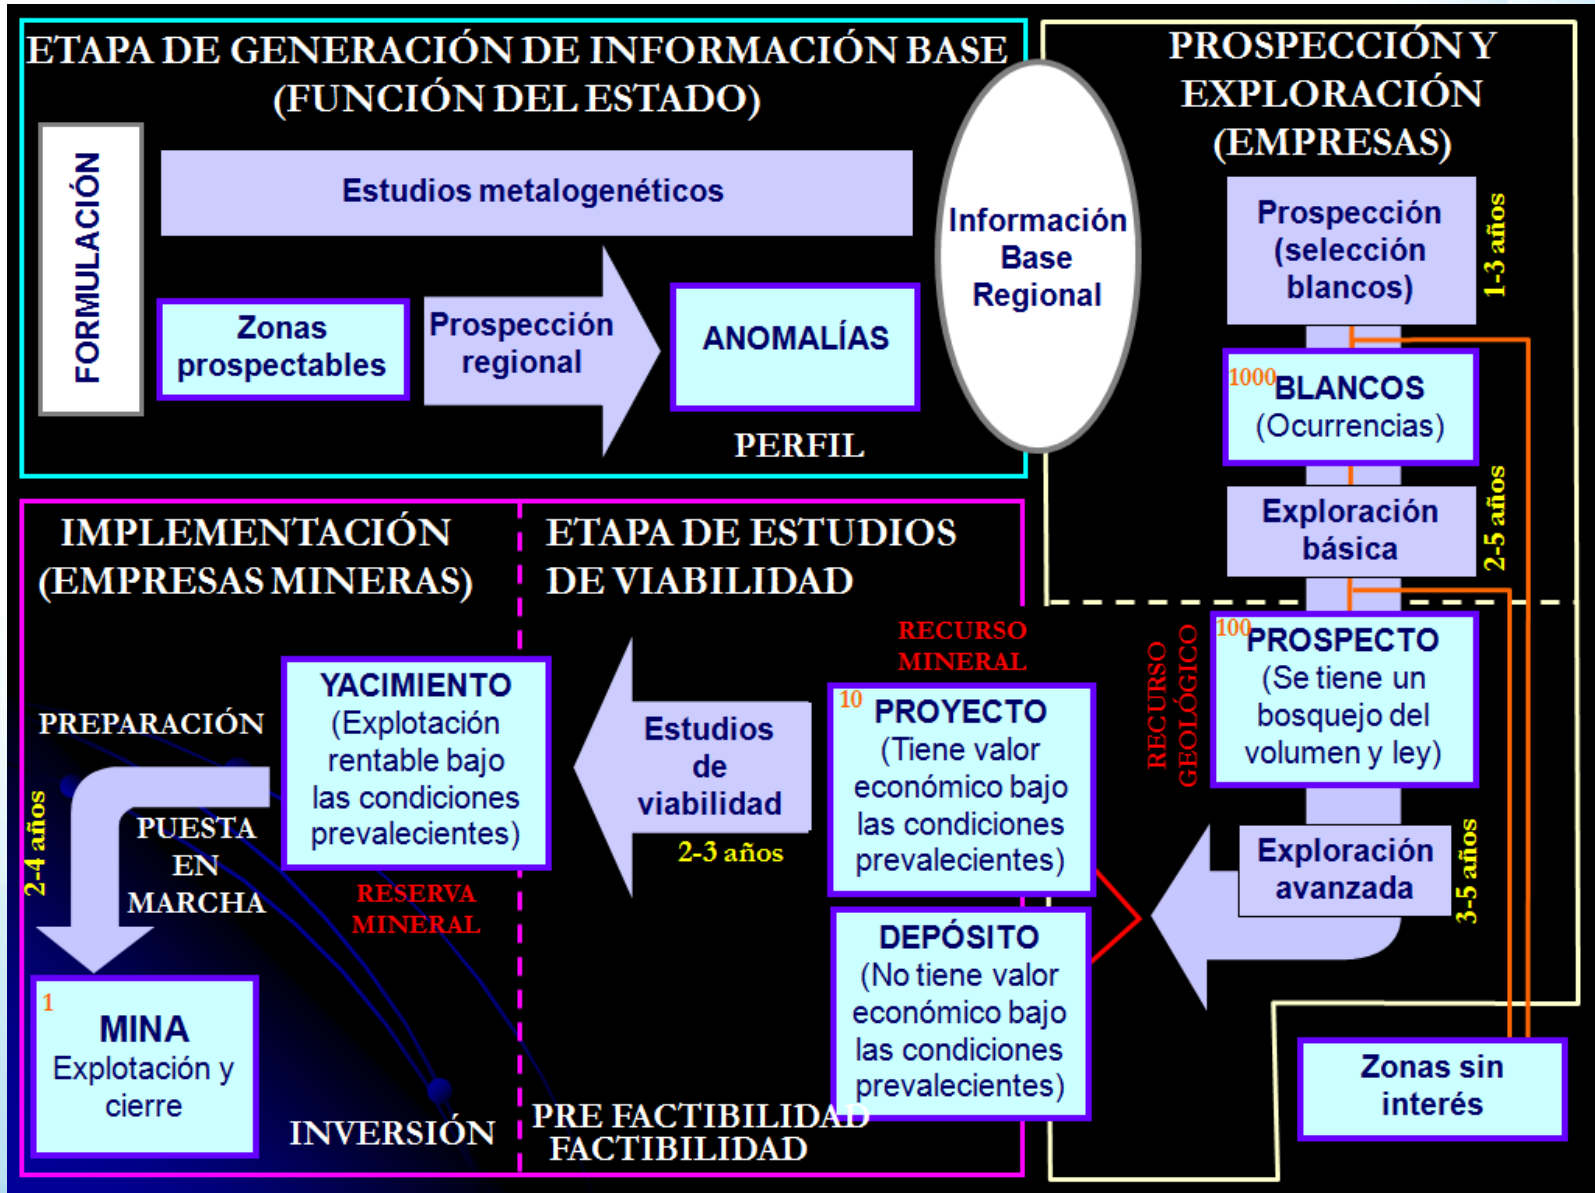 ETAPA DE GENERACIÓN DE INFORMACIÓN BASE
(FUNCIÓN DEL ESTADO)
FORMULACIÓN
Estudios metalogenéticos
Zonas
prospectables
Prospección
regional
ANOMALÍAS
PERFIL
Información
Base
Regional
PROSPECCIÓN Y
EXPLORACIÓN
(EMPRESAS)
Prospección
(selección
blancos)
1-3 años
1000
BLANCOS
(Ocurrencias)
Exploración
básica
2-5 años
100
PROSPECTO
(Se tiene un
bosquejo del
volumen y ley)
RECURSO
GEOLÓGICO
Exploración
avanzada
3-5 años
Zonas sin
interés
ETAPA DE ESTUDIOS
DE VIABILIDAD
RECURSO
MINERAL
10
PROYECTO
(Tiene valor
económico bajo
las condiciones
prevalecientes)
DEPÓSITO
(No tiene valor
económico bajo
las condiciones
prevalecientes)
Estudios
de
viabilidad
2-3 años
PRE FACTIBILIDAD
FACTIBILIDAD
IMPLEMENTACIÓN
(EMPRESAS MINERAS)
YACIMIENTO
(Explotación
rentable bajo
las condiciones
prevalecientes)
RESERVA
MINERAL
PREPARACIÓN
PUESTA
EN
MARCHA
2-4 años
1
MINA
Explotación y
cierre
INVERSIÓN